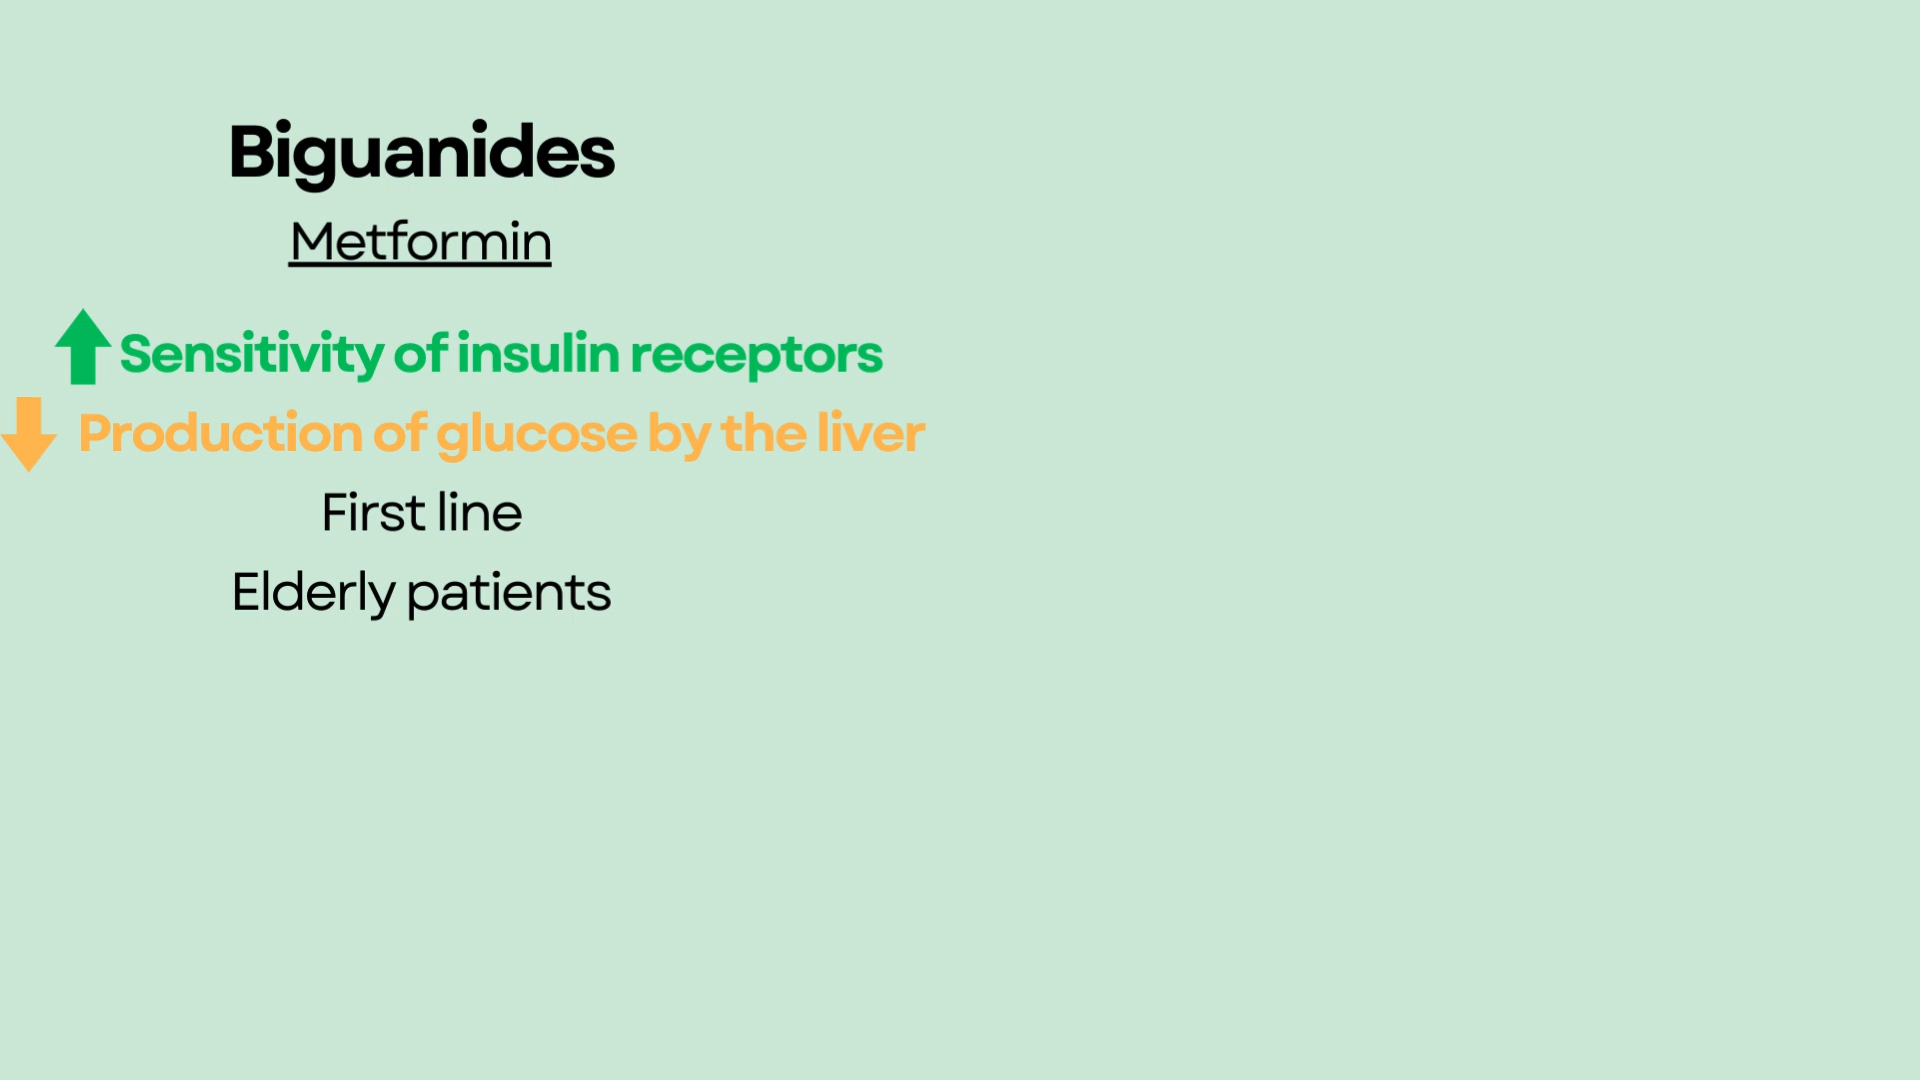 Biguanides
Metformin
Sensitivity of insulin receptors
Production of glucose by the liver
First line
Elderly patients